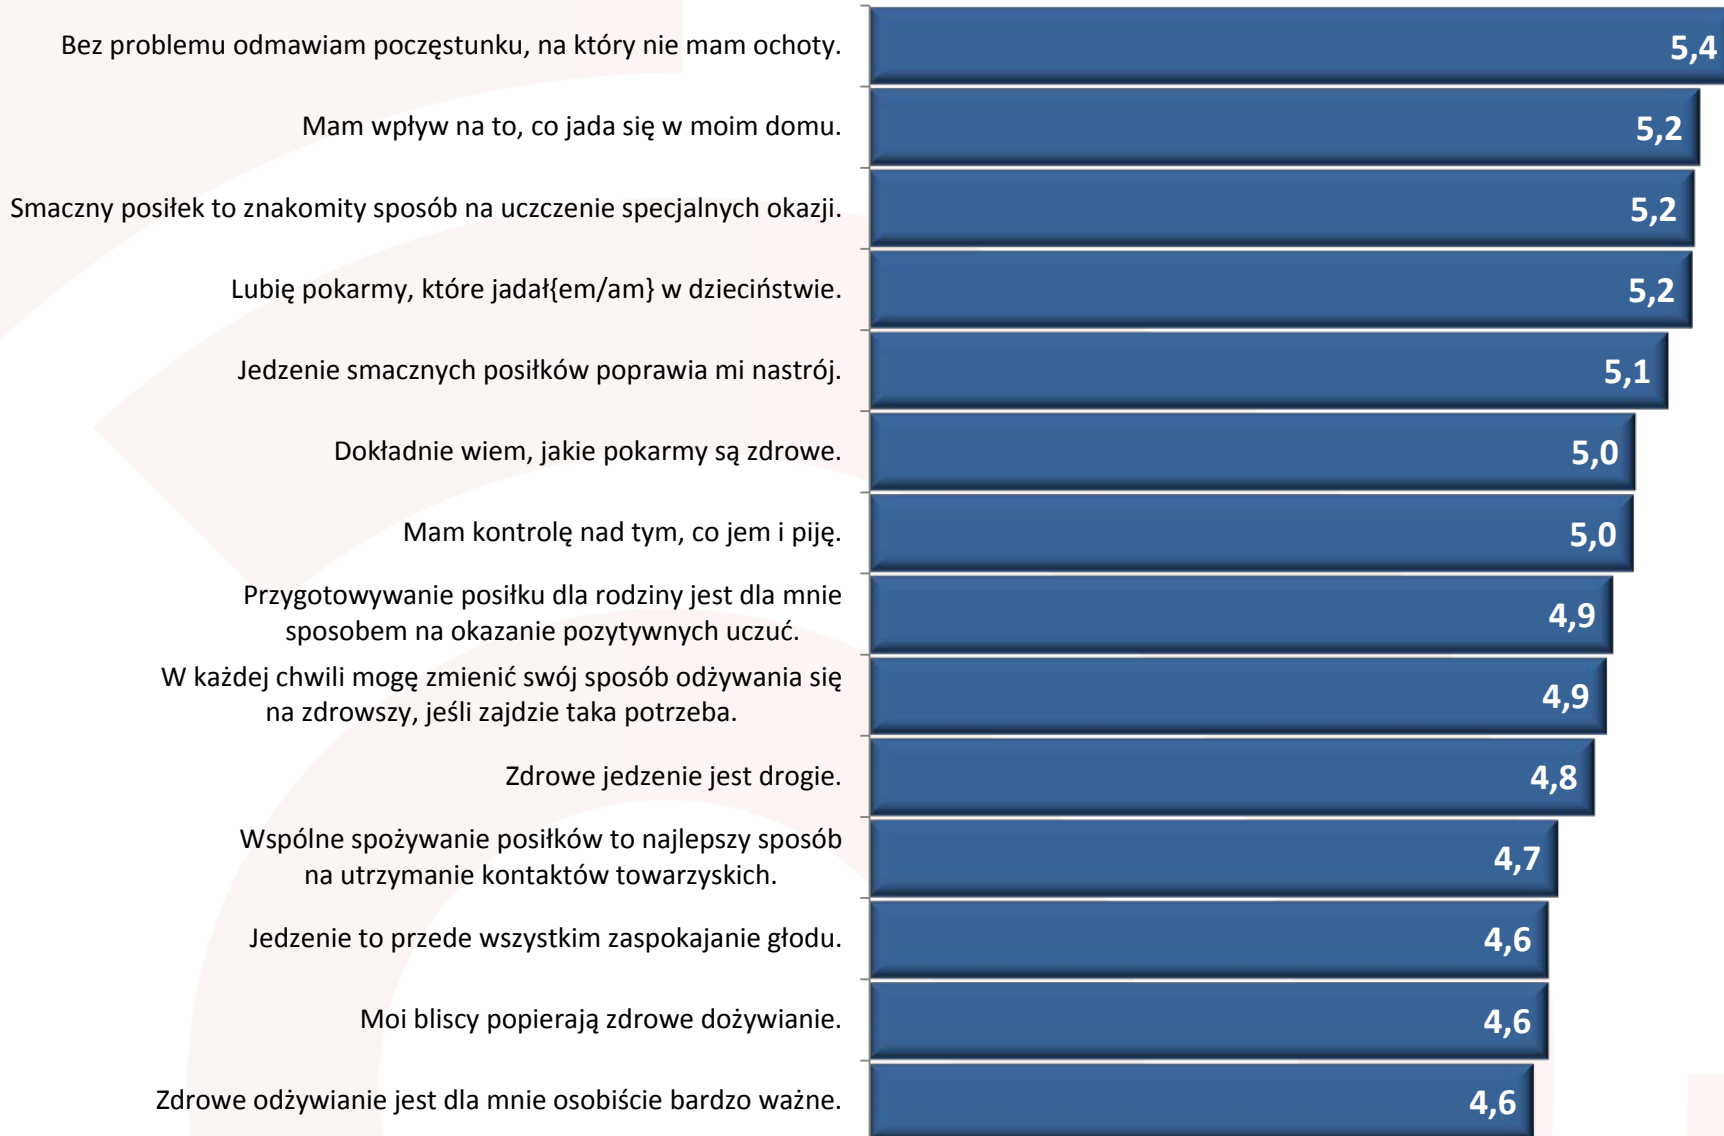 Bez problemu odmawiam poczęstunku, na który nie mam ochoty.
5,4
Mam wpływ na to, co jada się w moim domu.
5,2
Smaczny posiłek to znakomity sposób na uczczenie specjalnych okazji.
5,2
Lubię pokarmy, które jadał{em/am} w dzieciństwie.
5,2
Jedzenie smacznych posiłków poprawia mi nastrój.
5,1
Dokładnie wiem, jakie pokarmy są zdrowe.
5,0
Mam kontrolę nad tym, co jem i piję.
5,0
Przygotowywanie posiłku dla rodziny jest dla mnie
sposobem na okazanie pozytywnych uczuć.
4,9
W każdej chwili mogę zmienić swój sposób odżywania się
na zdrowszy, jeśli zajdzie taka potrzeba.
4,9
Zdrowe jedzenie jest drogie.
4,8
Wspólne spożywanie posiłków to najlepszy sposób
na utrzymanie kontaktów towarzyskich.
4,7
Jedzenie to przede wszystkim zaspokajanie głodu.
4,6
Moi bliscy popierają zdrowe dożywianie.
4,6
Zdrowe odżywianie jest dla mnie osobiście bardzo ważne.
4,6